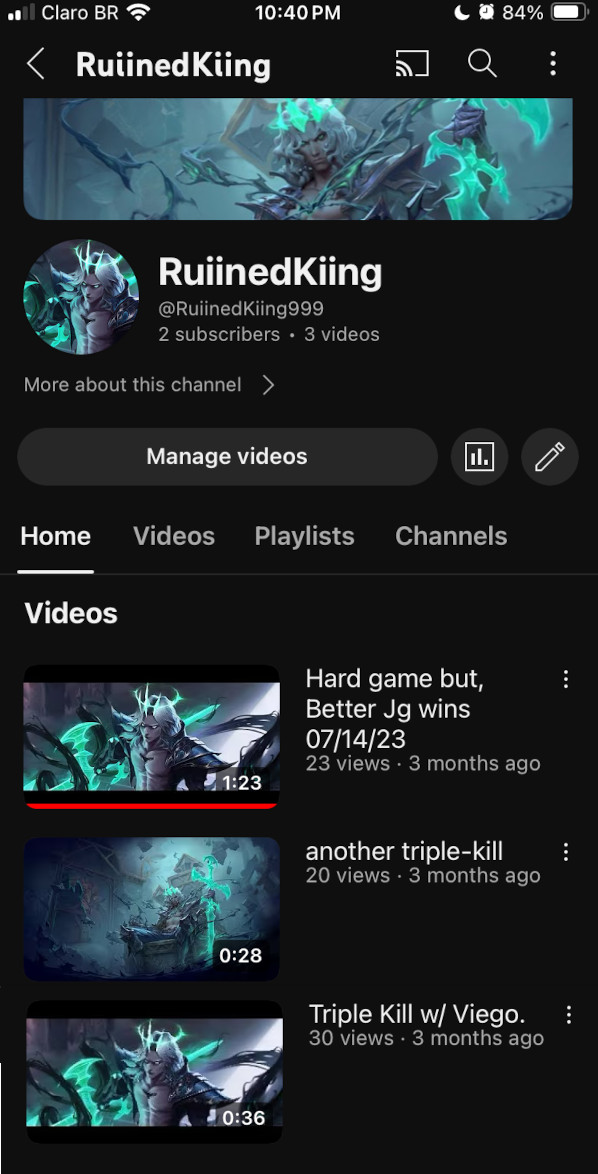 Claro BR
10:40 PM
84%
RuiinedKiing
RuiinedKiing
@RuiinedKiing999
2 subscribers • 3 videos
More about this channel
Manage videos
Home Videos Playlists Channels
Videos
Hard game but,
Better Jg wins
07/14/23
23 views · 3 months ago
1:23
another triple-kill
20 views · 3 months ago
0:28
Triple Kill w/ Viego.
30 views · 3 months ago
0:36